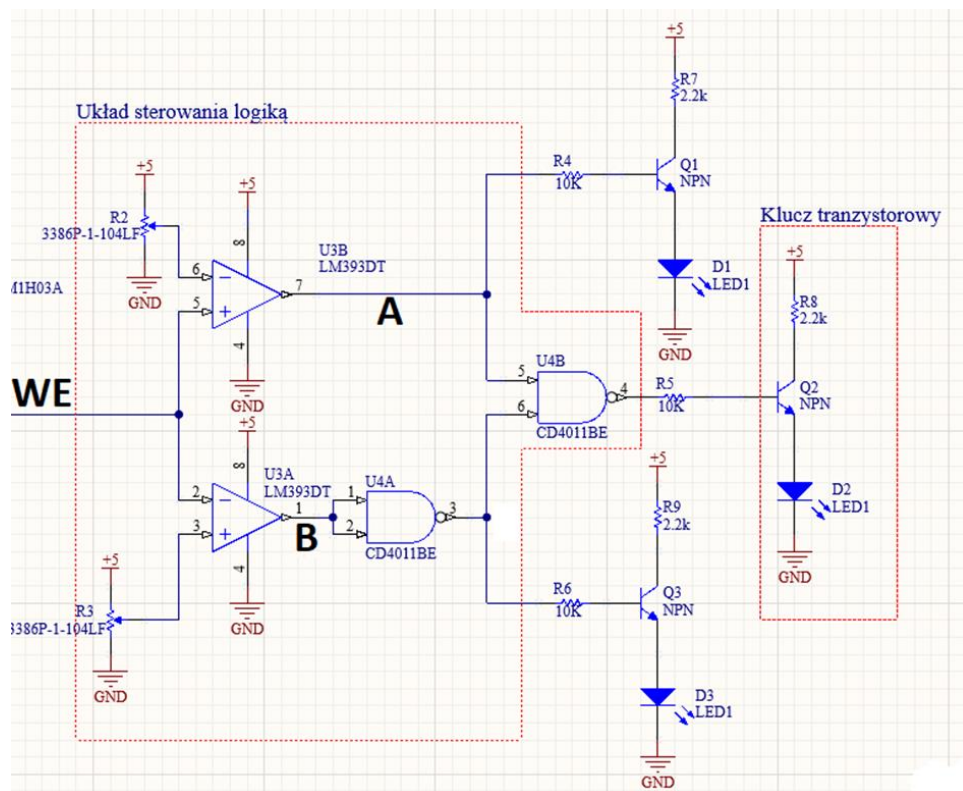 Układ sterowania logiką
+5
R2
3386P-1-104LF
GND
M1H03A
+5
8
6
5
7
4
U3B
LM393DT
GND
A
WE
+5
8
U3A
LM393DT
2
3
1
4
B
GND
+5
R3
3386P-1-104LF
GND
U4A
1
2
3
CD4011BE
U4B
5
6
4
CD4011BE
+5
R7
2.2k
R4
10K
Q1
NPN
D1
LED1
GND
Klucz tranzystorowy
+5
R8
2.2k
R5
10K
Q2
NPN
D2
LED1
GND
+5
R9
2.2k
R6
10K
Q3
NPN
D3
LED1
GND